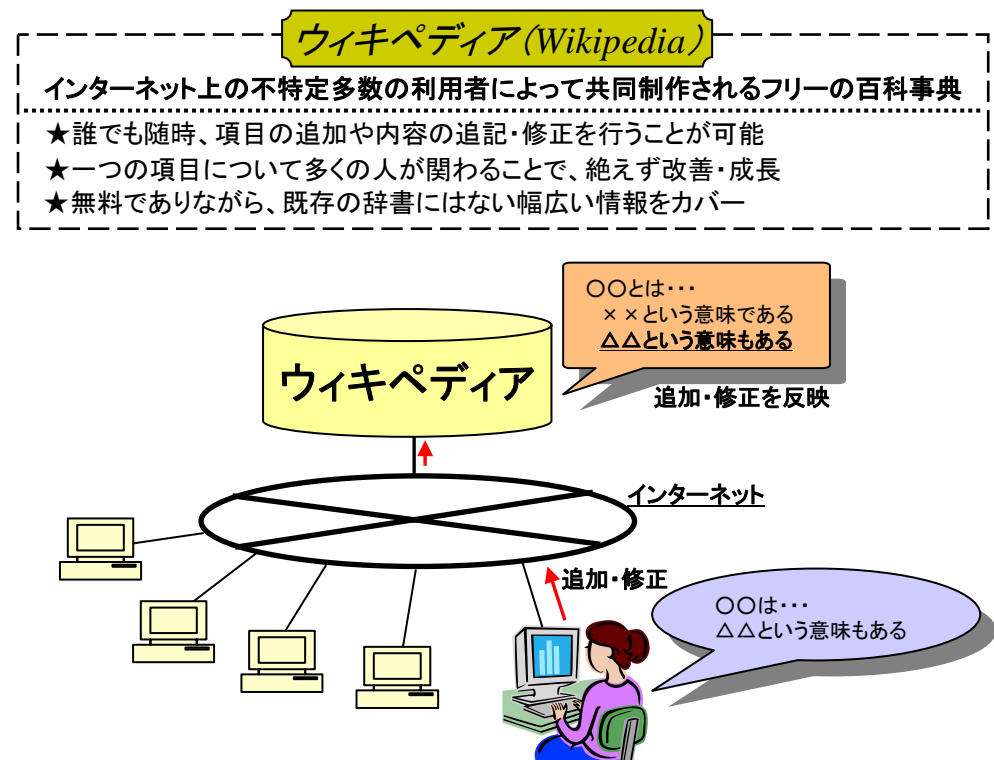 ウィキペディア(Wikipedia)
インターネット上の不特定多数の利用者によって共同制作されるフリーの百科事典
★誰でも随時、項目の追加や内容の追記・修正を行うことが可能
★一つの項目について多くの人が関わることで、絶えず改善・成長
★無料でありながら、既存の辞書にはない幅広い情報をカバー
○○とは・・・
××という意味である
△△という意味もある
ウィキペディア
追加・修正を反映
インターネット
追加・修正
○○は・・・
△△という意味もある